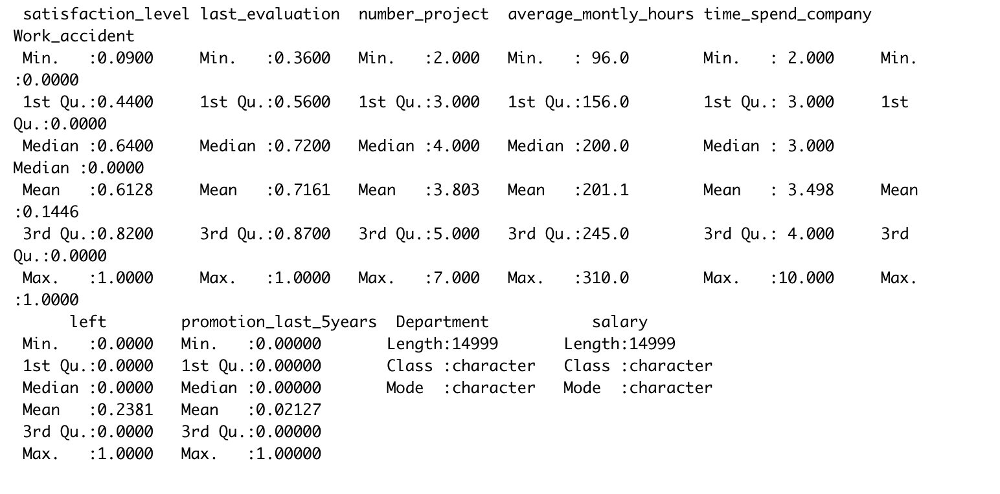 satisfaction_level last_evaluation  number_project  average_montly_hours time_spend_company
Work_accident
 Min.   :0.0900     Min.   :0.3600   Min.   :2.000   Min.   : 96.0        Min.   : 2.000     Min.
:0.0000
 1st Qu.:0.4400     1st Qu.:0.5600   1st Qu.:3.000   1st Qu.:156.0        1st Qu.: 3.000     1st
Qu.:0.0000
 Median :0.6400     Median :0.7200   Median :4.000   Median :200.0        Median : 3.000
Median :0.0000
 Mean   :0.6128     Mean   :0.7161   Mean   :3.803   Mean   :201.1        Mean   : 3.498     Mean
:0.1446
 3rd Qu.:0.8200     3rd Qu.:0.8700   3rd Qu.:5.000   3rd Qu.:245.0        3rd Qu.: 4.000     3rd
Qu.:0.0000
 Max.   :1.0000     Max.   :1.0000   Max.   :7.000   Max.   :310.0        Max.   :10.000     Max.
:1.0000
      left        promotion_last_5years  Department           salary
 Min.   :0.0000   Min.   :0.00000       Length:14999       Length:14999
 1st Qu.:0.0000   1st Qu.:0.00000       Class :character   Class :character
 Median :0.0000   Median :0.00000       Mode  :character   Mode  :character
 Mean   :0.2381   Mean   :0.02127
 3rd Qu.:0.0000   3rd Qu.:0.00000
 Max.   :1.0000   Max.   :1.00000